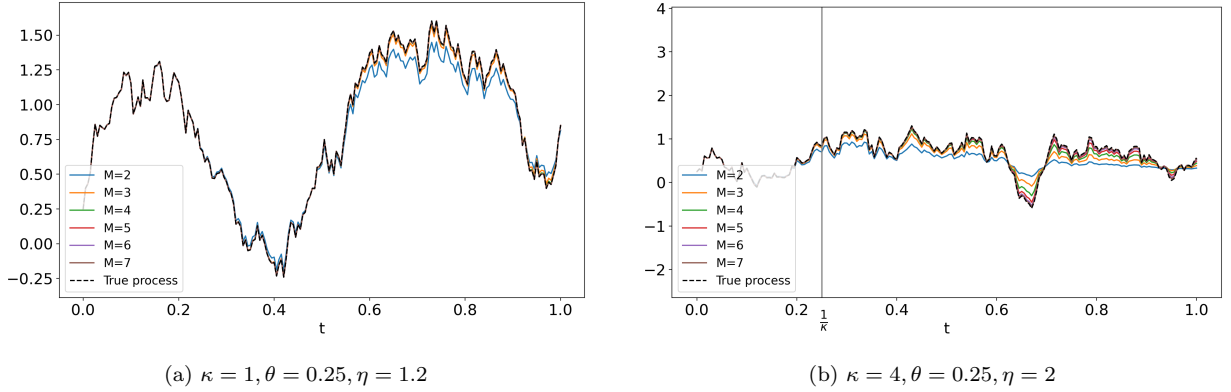 1.50
1.25
1.00
0.75
0.50
0.25
0.00
−0.25
M=2
M=3
M=4
M=5
M=6
M=7
True process
0.0 0.2 0.4 0.6 0.8 1.0
t
(a) κ = 1, θ = 0.25, η = 1.2
4
3
2
1
0
−1
−2
M=2
M=3
M=4
M=5
M=6
M=7
True process
0.0 0.2 0.4 0.6 0.8 1.0
1/κ
t
(b) κ = 4, θ = 0.25, η = 2